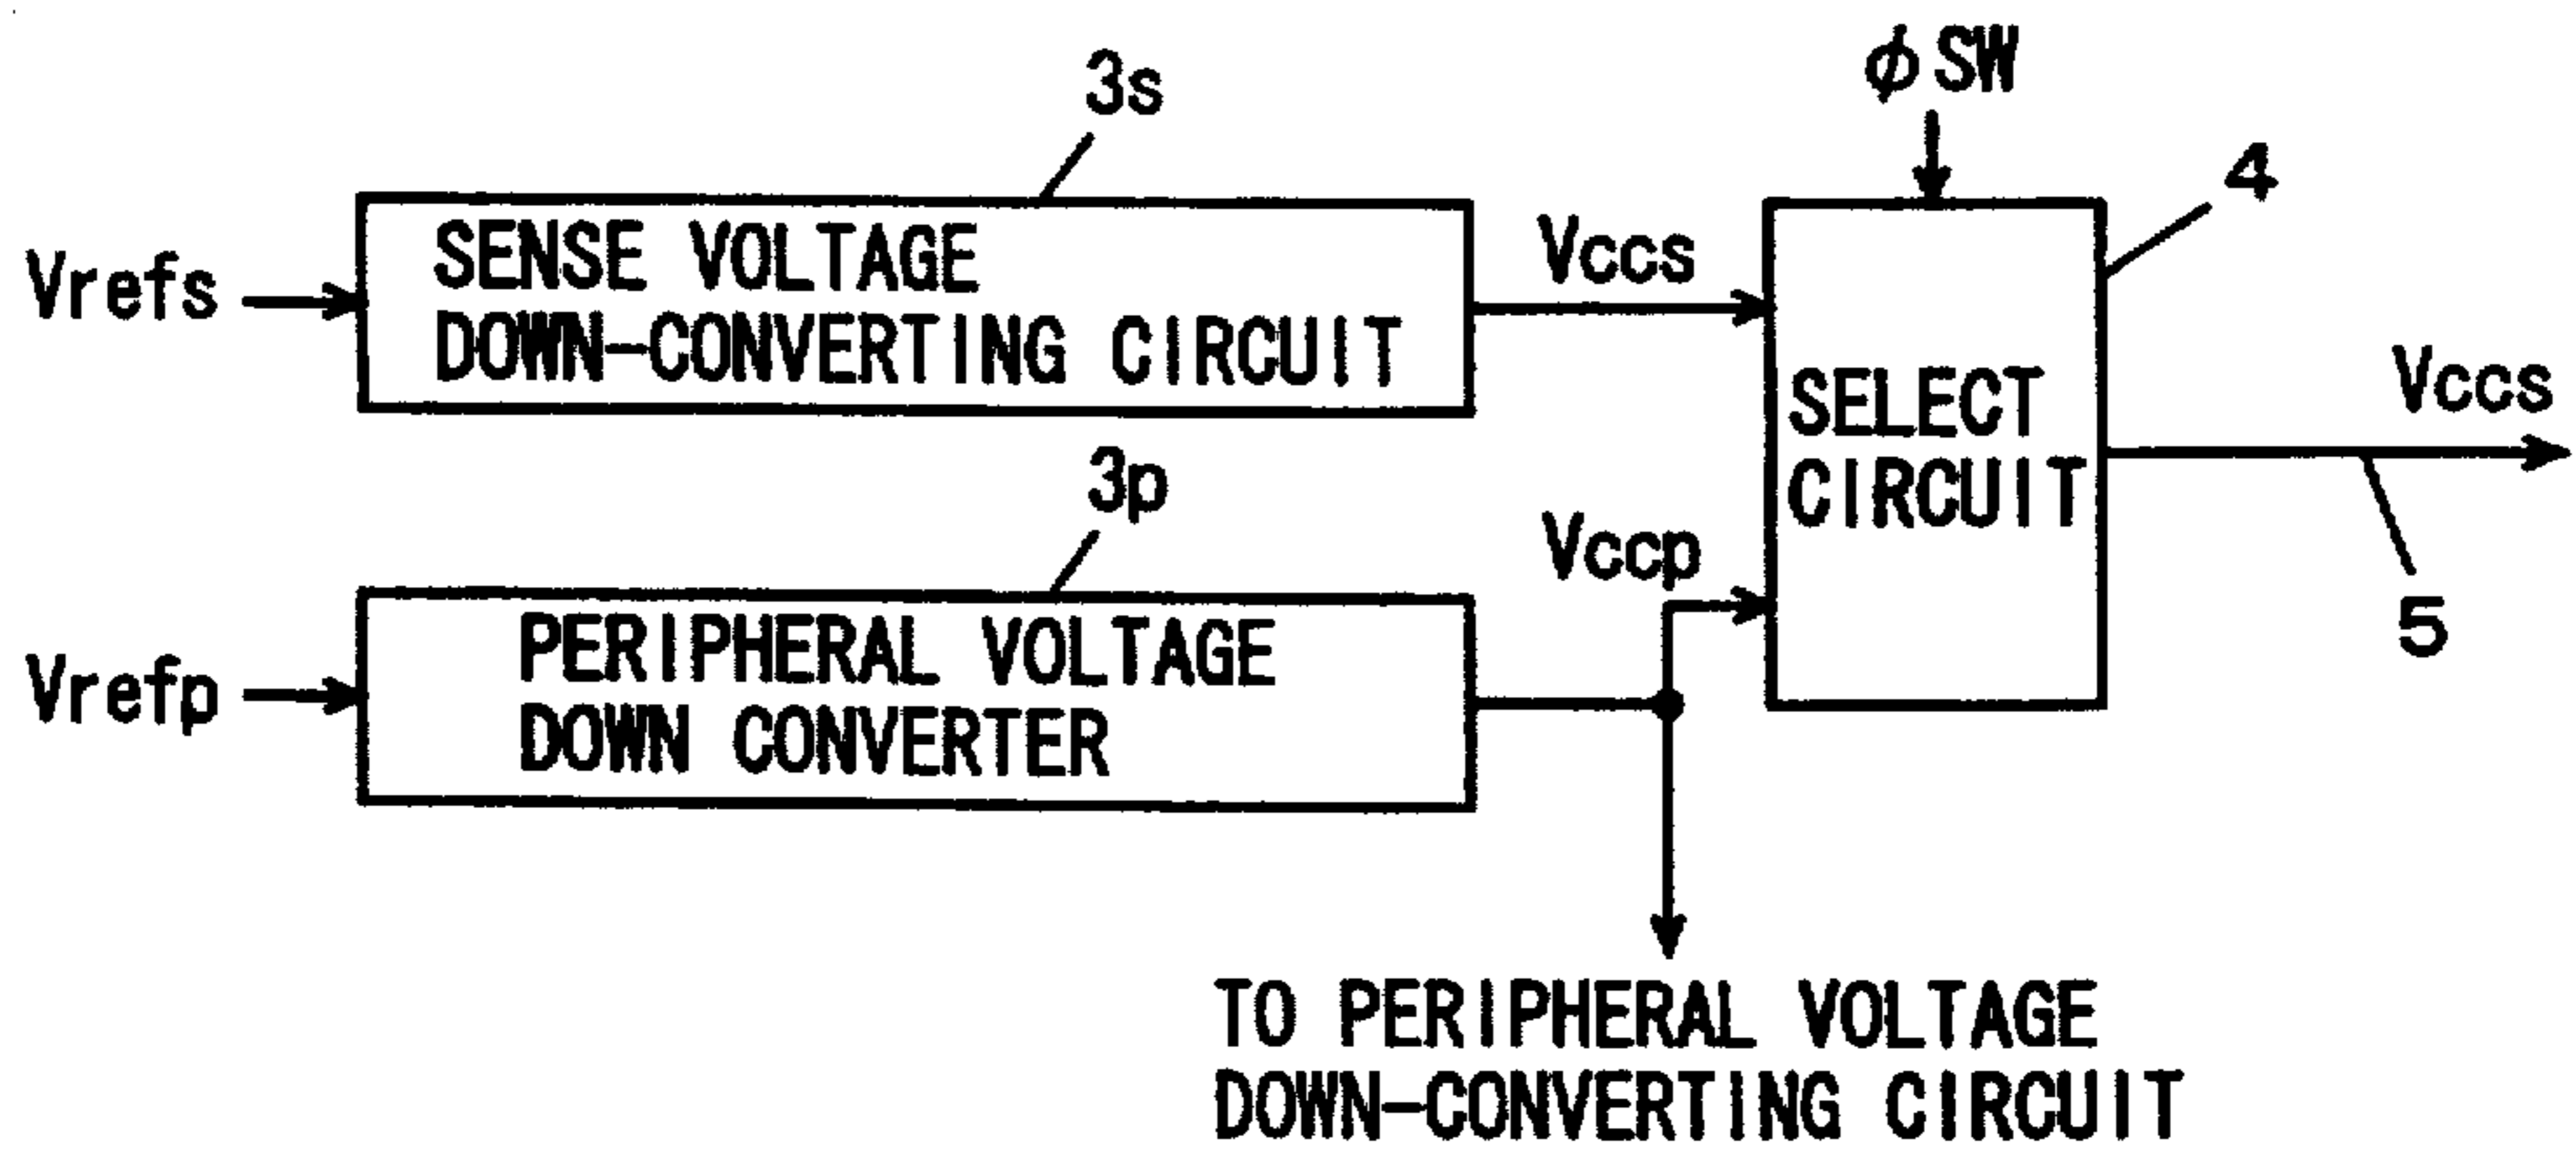 3s
φSW
4
Vrefs
SENSE VOLTAGE
DOWN-CONVERTING CIRCUIT
Vccs
SELECT
CIRCUIT
Vccs
5
3p
Vccp
Vrefp
PERIPHERAL VOLTAGE
DOWN CONVERTER
TO PERIPHERAL VOLTAGE
DOWN-CONVERTING CIRCUIT